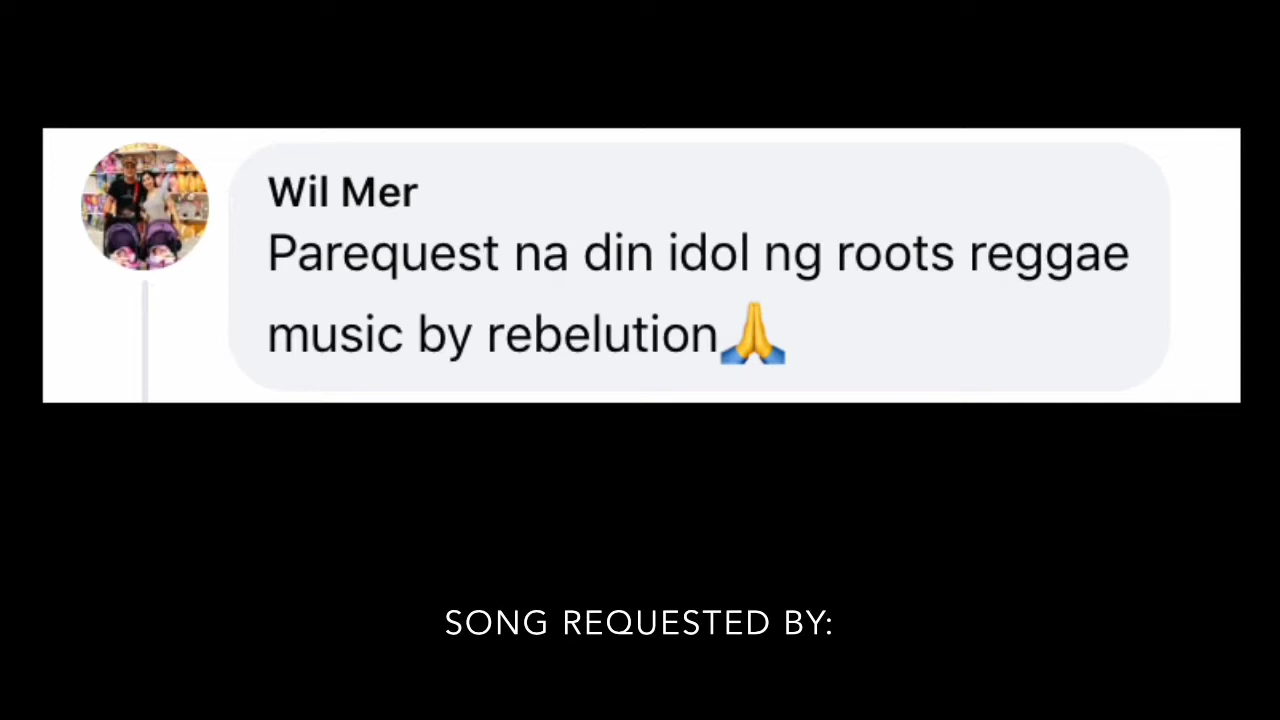 Wil Mer
Parequest na din idol ng roots reggae
music by rebelution🙏
SONG REQUESTED BY: